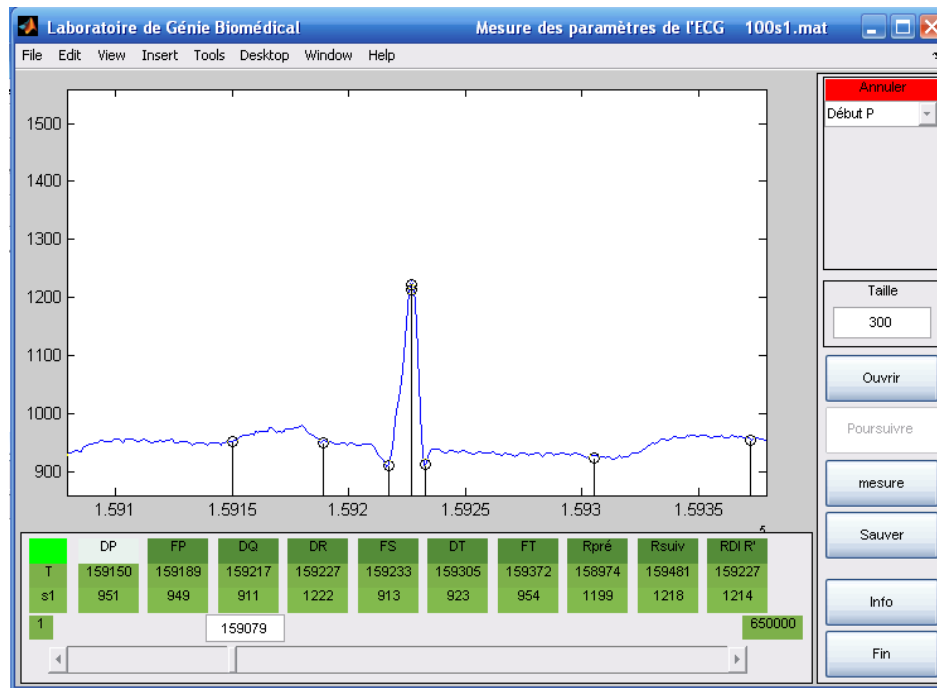 Laboratoire de Génie Biomédical Mesure des paramètres de l'ECG 100s1.mat
File Edit View Insert Tools Desktop Window Help
Annuler
Début P
1500
1400
1300
1200
1100
1000
900
1.591 1.5915 1.592 1.5925 1.593 1.5935
Taille
300
Ouvrir
Poursuivre
mesure
Sauver
Info
Fin
DP FP DQ DR FS DT FT Rpré Rsuiv RDI R'
T 159150 159189 159217 159227 159233 159305 159372 158974 159481 159227
s1 951 949 911 1222 913 923 954 1199 1218 1214
1 159079 650000